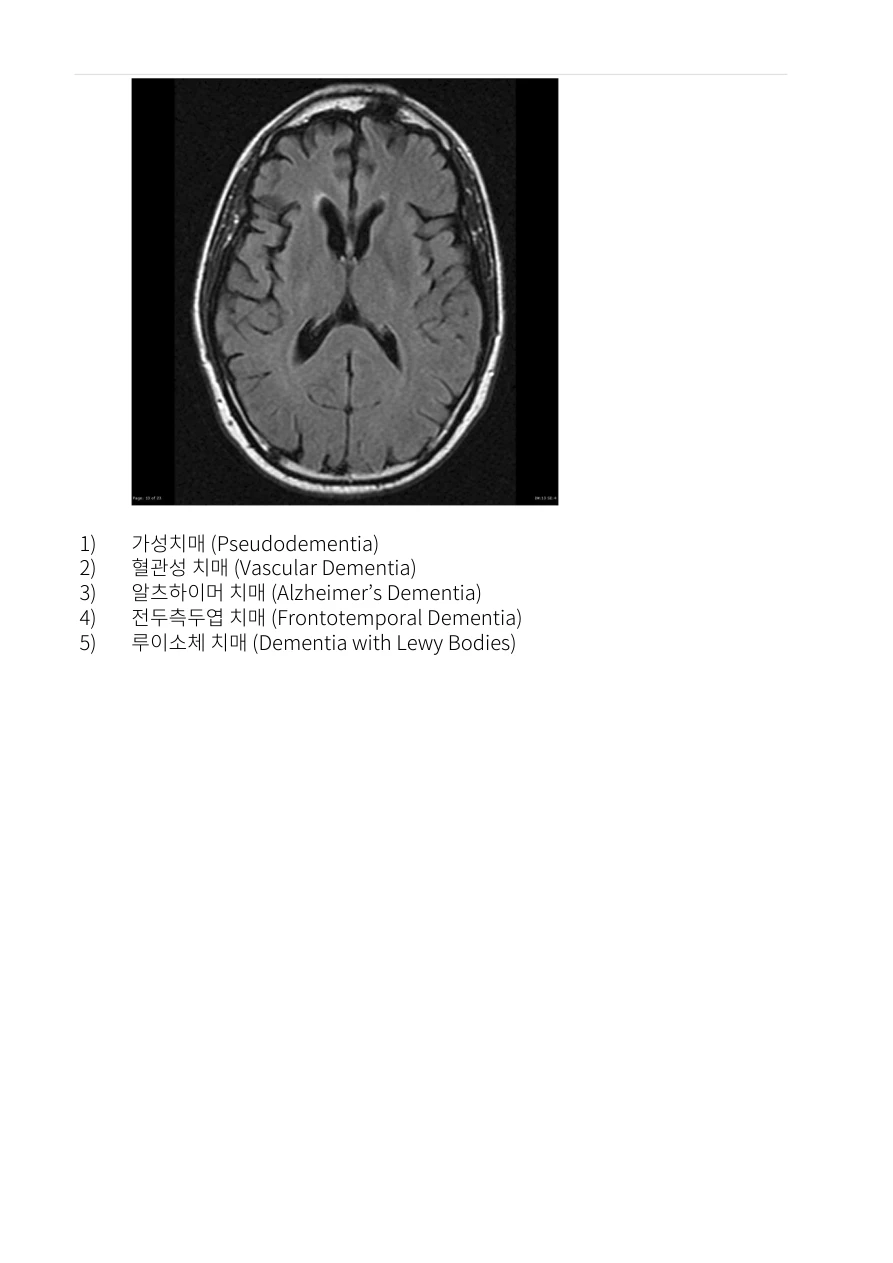 1) 가성치매 (Pseudodementia)
2) 혈관성 치매 (Vascular Dementia)
3) 알츠하이머 치매 (Alzheimer’s Dementia)
4) 전두측두엽 치매 (Frontotemporal Dementia)
5) 루이소체 치매 (Dementia with Lewy Bodies)